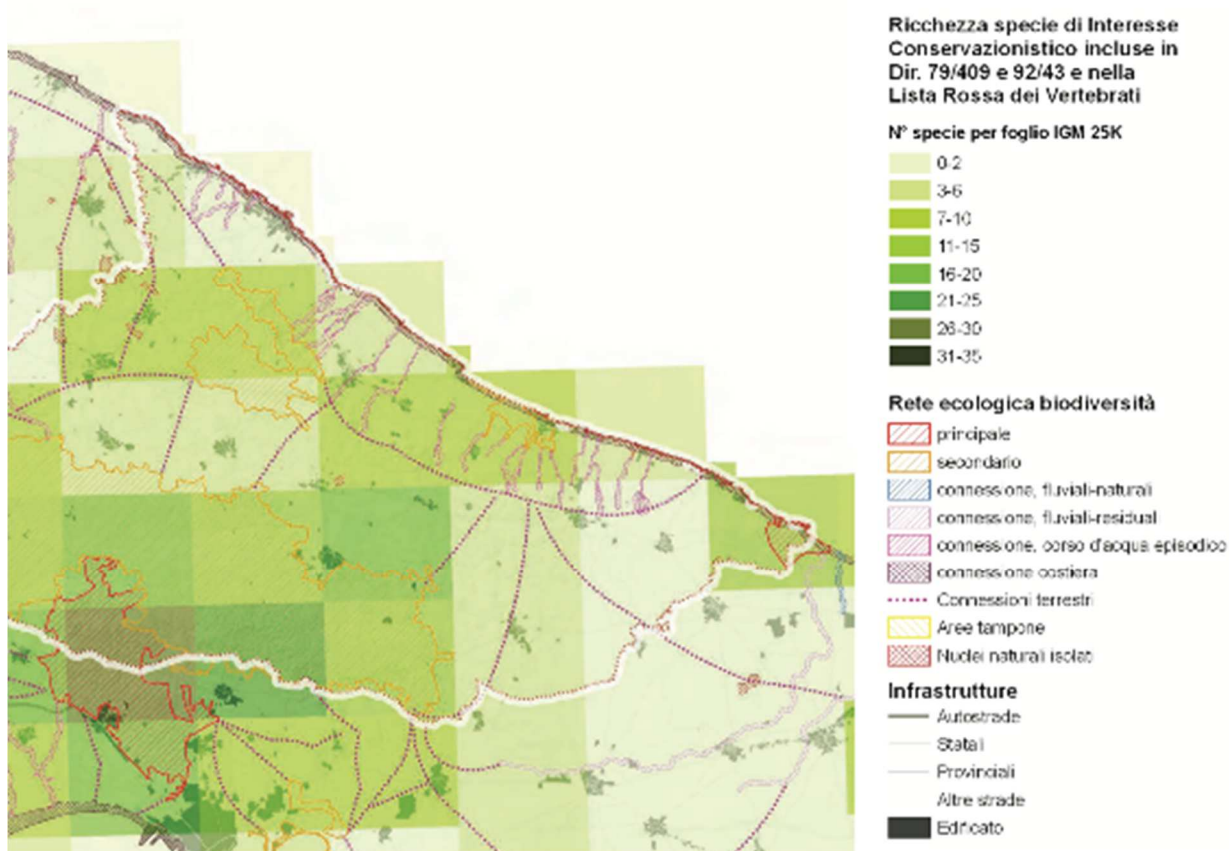 Ricchezza specie di Interesse
Conservazionistico incluse in
Dir. 79/409 e 92/43 e nella
Lista Rossa dei Vertebrati
N° specie per foglio IGM 25K
0-2
3-6
7-10
11-15
16-20
21-25
26-30
31-35
Rete ecologica biodiversità
principale
secondario
connessione, fluviali-naturali
connessione, fluviali-residual
connessione, corso d'acqua episodico
connessione costiera
Connessioni terrestri
Aree tampone
Nuclei naturali isolati
Infrastrutture
Autostrade
Statali
Provinciali
Altre strade
Edificato